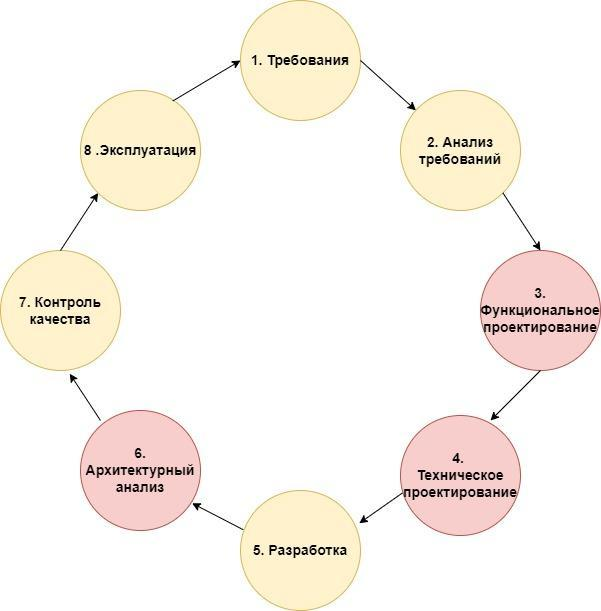 1. Требования
2. Анализ
требований
3.
Функциональное
проектирование
4.
Техническое
проектирование
5. Разработка
6.
Архитектурный
анализ
7. Контроль
качества
8 .Эксплуатация